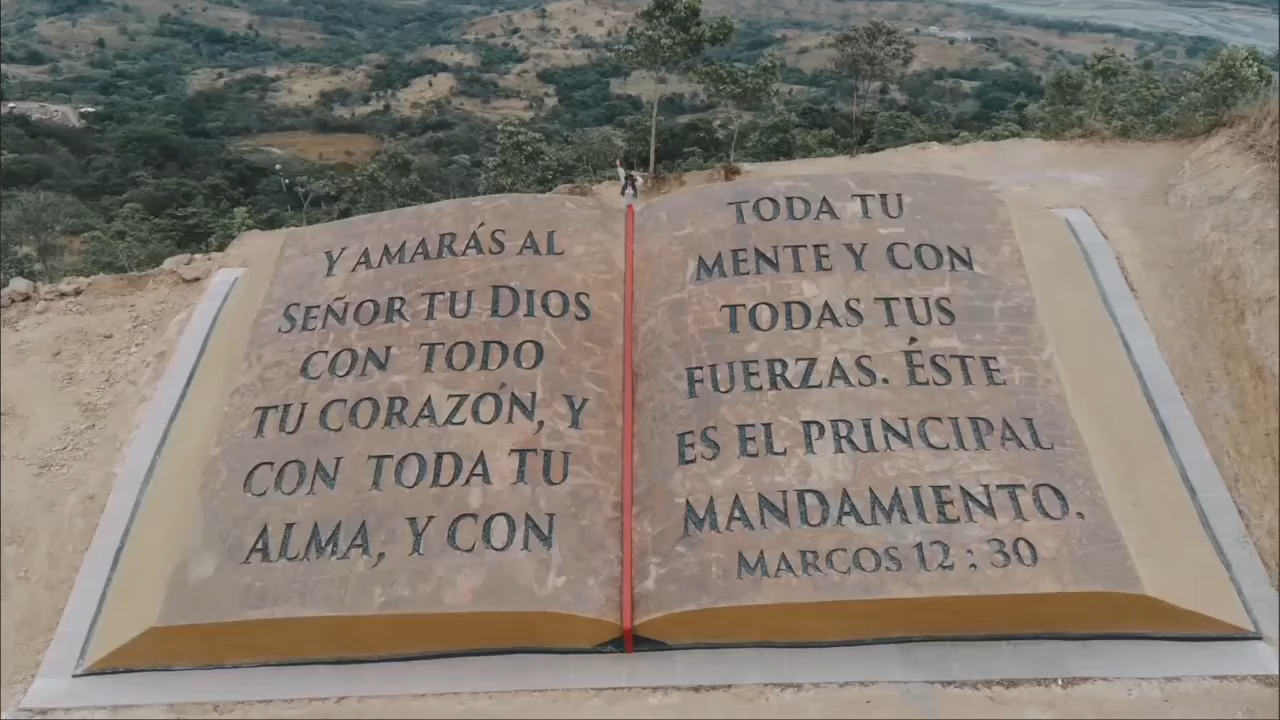 Y AMARÁS AL
SEÑOR TU DIOS
CON TODO
TU CORAZÓN, Y
CON TODA TU
ALMA, Y CON
TODA TU
MENTE Y CON
TODAS TUS
FUERZAS. ÉSTE
ES EL PRINCIPAL
MANDAMIENTO.
MARCOS 12 : 30